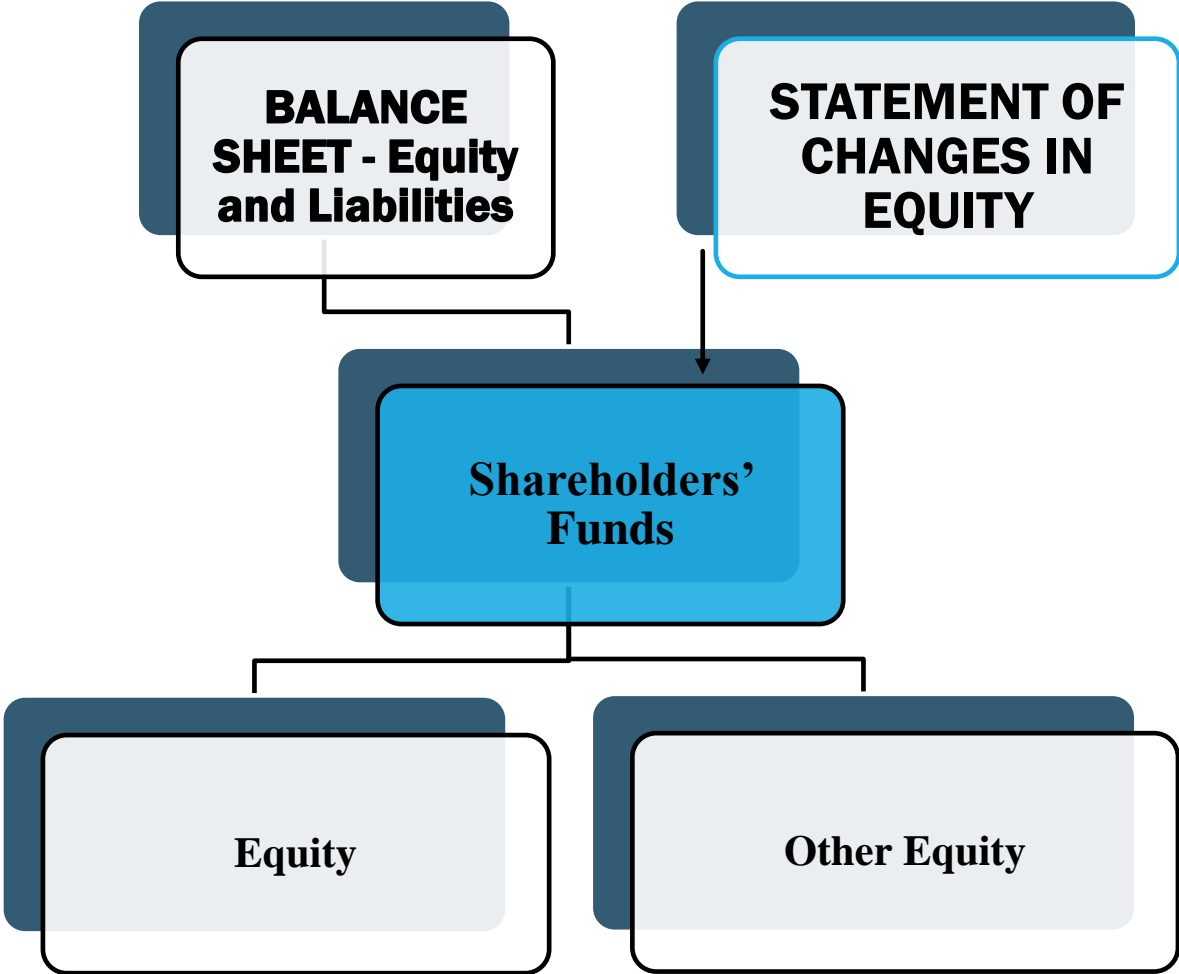 BALANCE
SHEET - Equity
and Liabilities
STATEMENT OF
CHANGES IN
EQUITY
Shareholders’
Funds
Equity
Other Equity